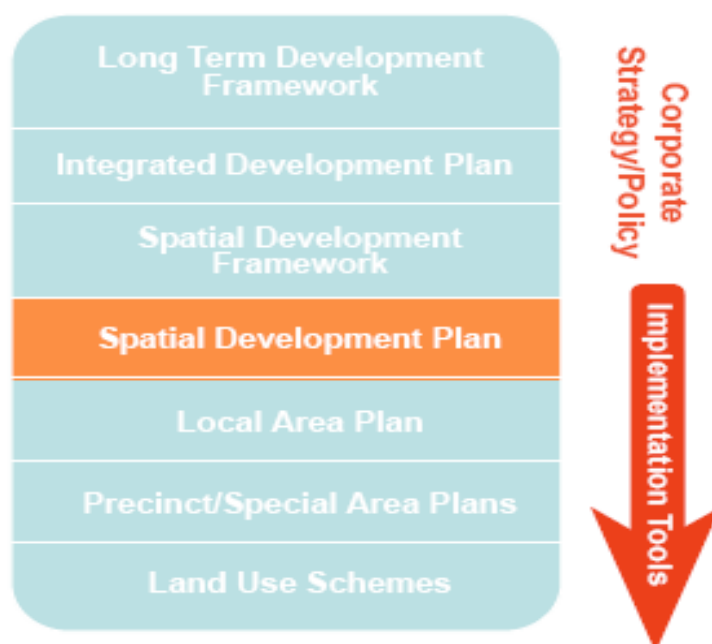 Long Term Development
Framework
Integrated Development Plan
Spatial Development
Framework
Spatial Development Plan
Local Area Plan
Precinct/Special Area Plans
Land Use Schemes
Corporate
Strategy/Policy
Implementation Tools